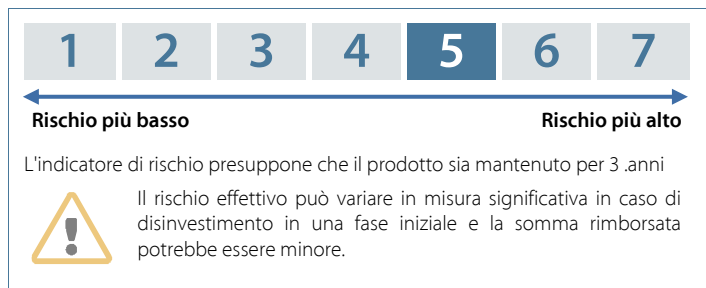 1 2 3 4 5 6 7
Rischio più basso Rischio più alto
L'indicatore di rischio presuppone che il prodotto sia mantenuto per 3 .anni
Il rischio effettivo può variare in misura significativa in caso di
disinvestimento in una fase iniziale e la somma rimborsata
potrebbe essere minore.